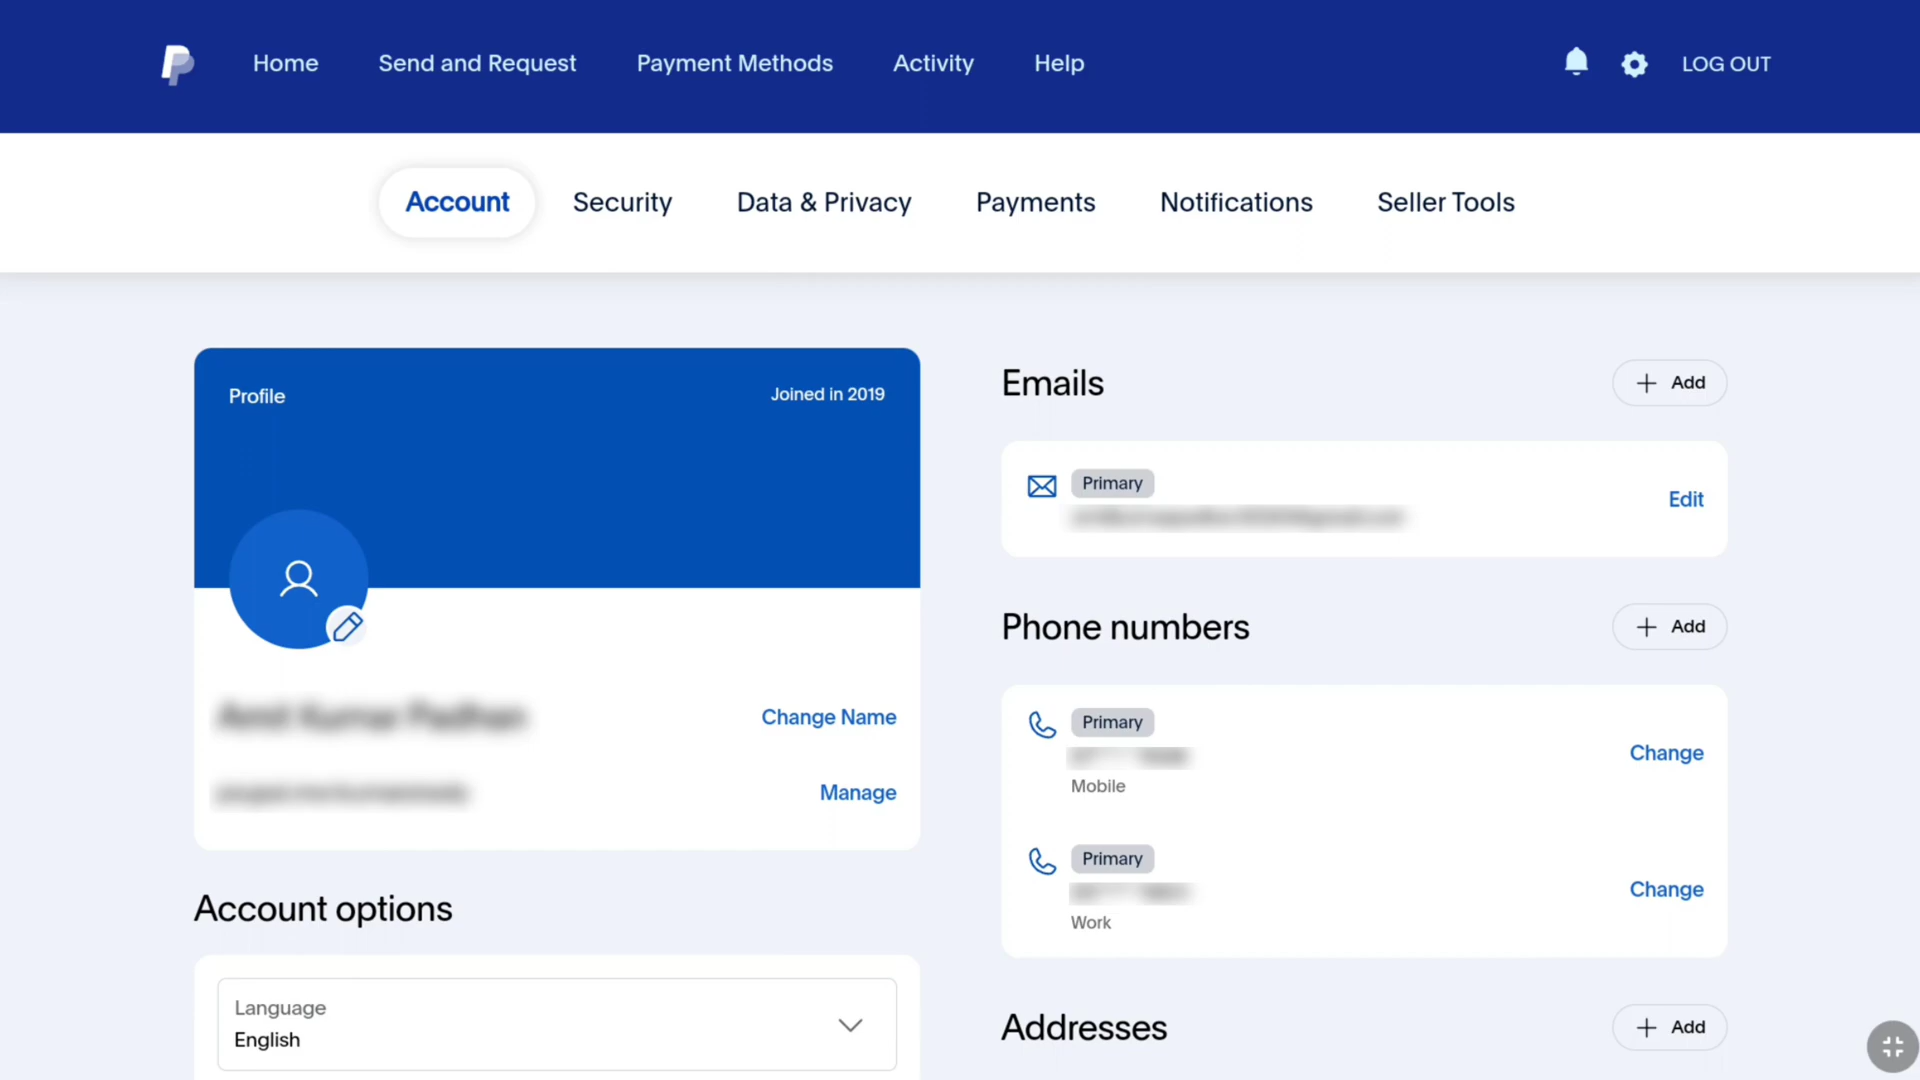 Home Send and Request Payment Methods Activity Help LOG OUT
Account Security Data & Privacy Payments Notifications Seller Tools
Profile Joined in 2019
Change Name
Manage
Account options
Language
English
Emails
Add
Primary
Edit
Phone numbers
Add
Primary
Change
Mobile
Primary
Change
Work
Addresses
Add